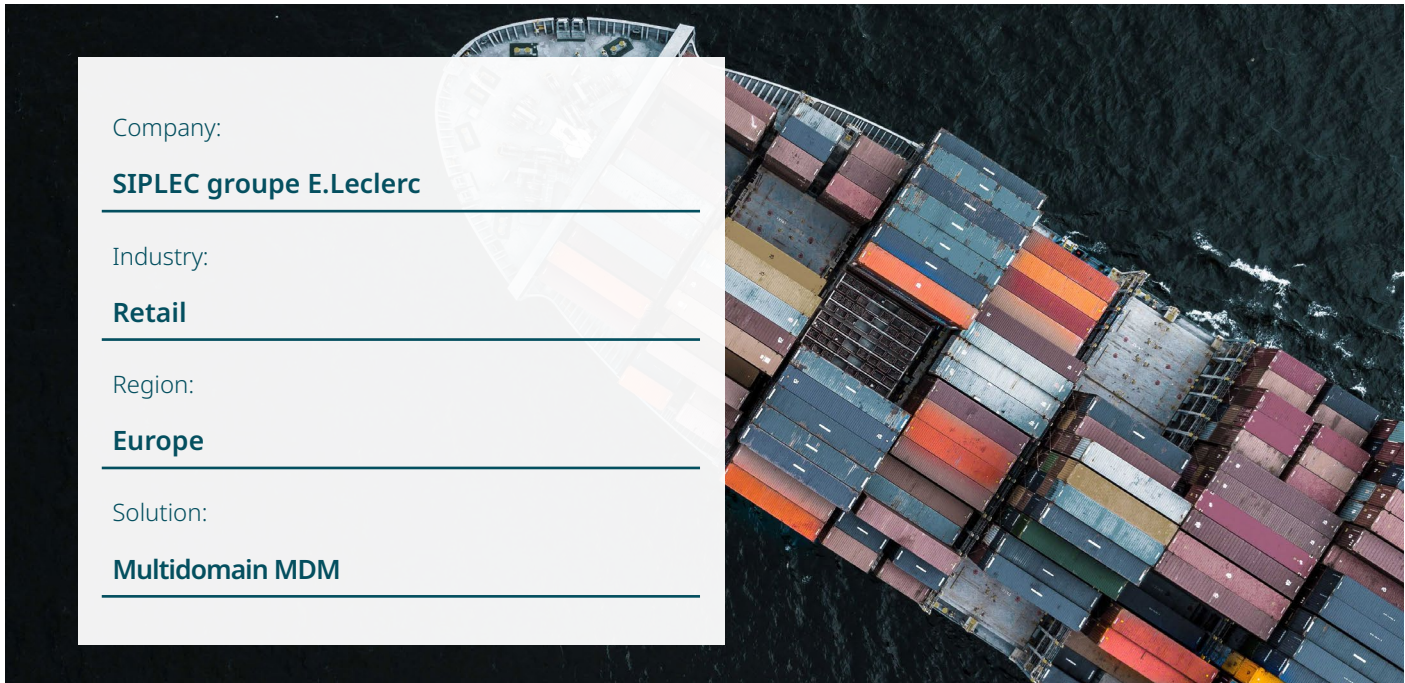 Company:
SIPLEC groupe E.Leclerc
Industry:
Retail
Region:
Europe
Solution:
Multidomain MDM